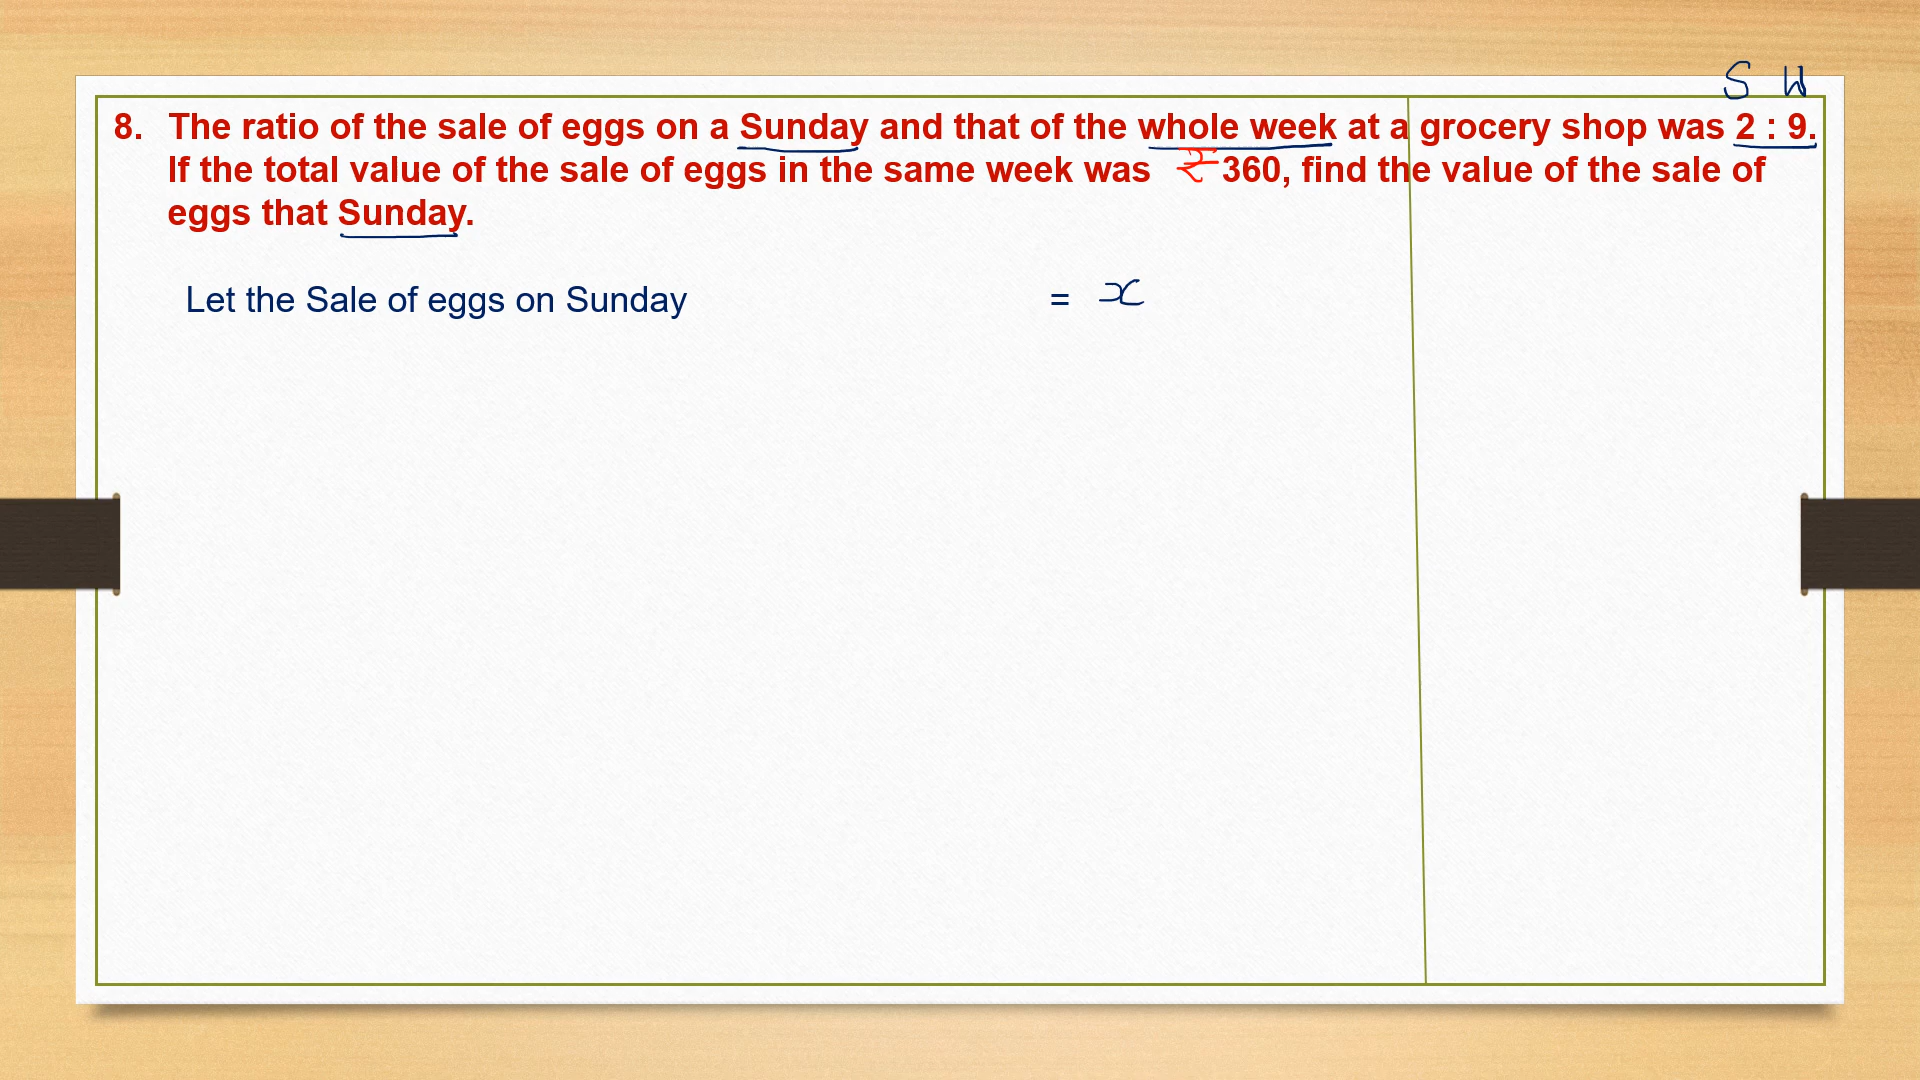 S W
8. The ratio of the sale of eggs on a Sunday and that of the whole week at a grocery shop was 2 : 9.
If the total value of the sale of eggs in the same week was ₹ 360, find the value of the sale of
eggs that Sunday.
Let the Sale of eggs on Sunday = x